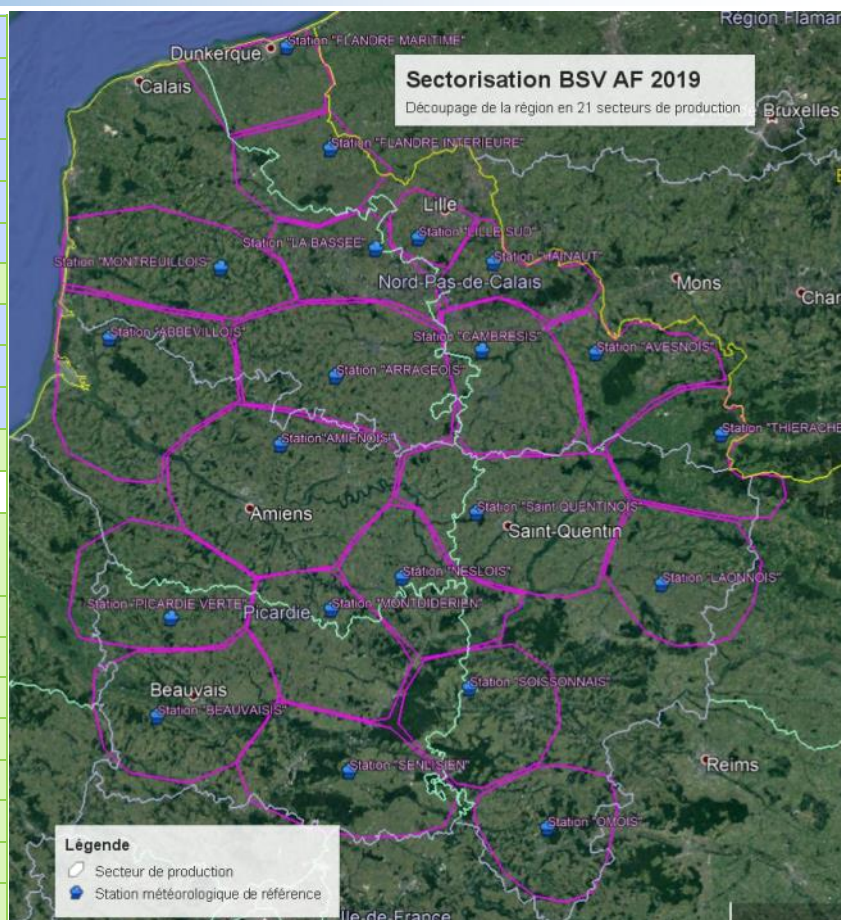 Région Flamar
Station "FLANDRE MARITIME"
Dunkerque
Calais
Sectorisation BSV AF 2019
Découpage de la région en 21 secteurs de production
de Bruxelles
Station "FLANDRE INTERIEURE"
Lille
Station "LILLE SUD"
Station "LA BASSEE"
Station "HAINAUT"
Station "MONTREUILLOIS"
Nord-Pas-de-Calais
Mons
Char
Station "ABBEVILLOIS"
Station "CAMBRESIS"
Station "AVESNOIS"
Station "ARRAGEOIS"
Station "THIERACHE
Station "AMIENOIS"
Amiens
Station "Saint QUENTINOIS"
Saint-Quentin
Station "NESLOIS"
Station "LAONNOIS"
Station "PICARDIE VERTE"
Picardie
Station "MONTDIDERIEN"
Beauvais
Station "SOISSONNAIS"
Station "BEAUVAISIS"
Reims
Station "SENLISIEN"
Station "OMOIS"
Légende
Secteur de production
Station météorologique de référence
Ile-de-France